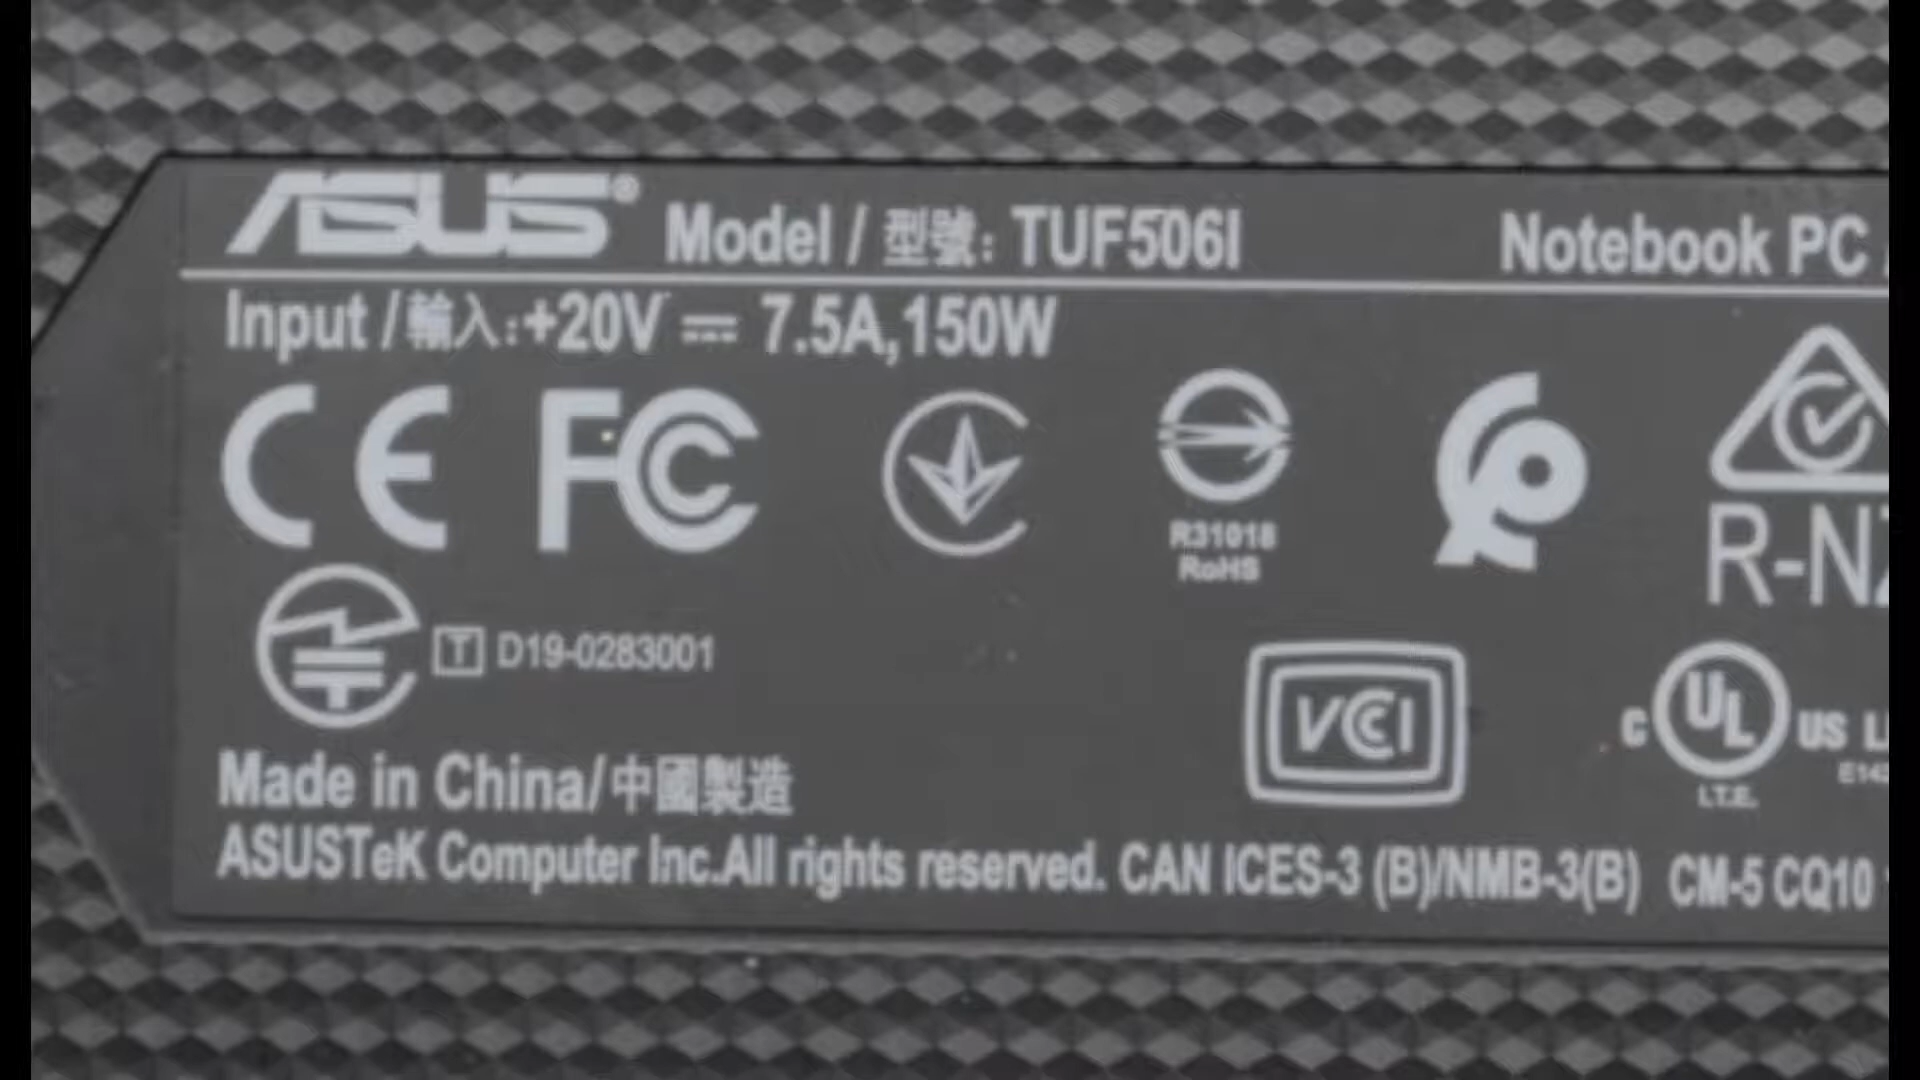 ASUS® Model / 型號: TUF506I Notebook PC
Input / 輸入: +20V ⎓ 7.5A,150W
CE FC
R31018
RoHS
R-NZ
T D19-0283001
VCCI
c UL US
I.T.E.
Made in China/中國製造
ASUSTeK Computer Inc.All rights reserved. CAN ICES-3 (B)/NMB-3(B) CM-5 CQ10